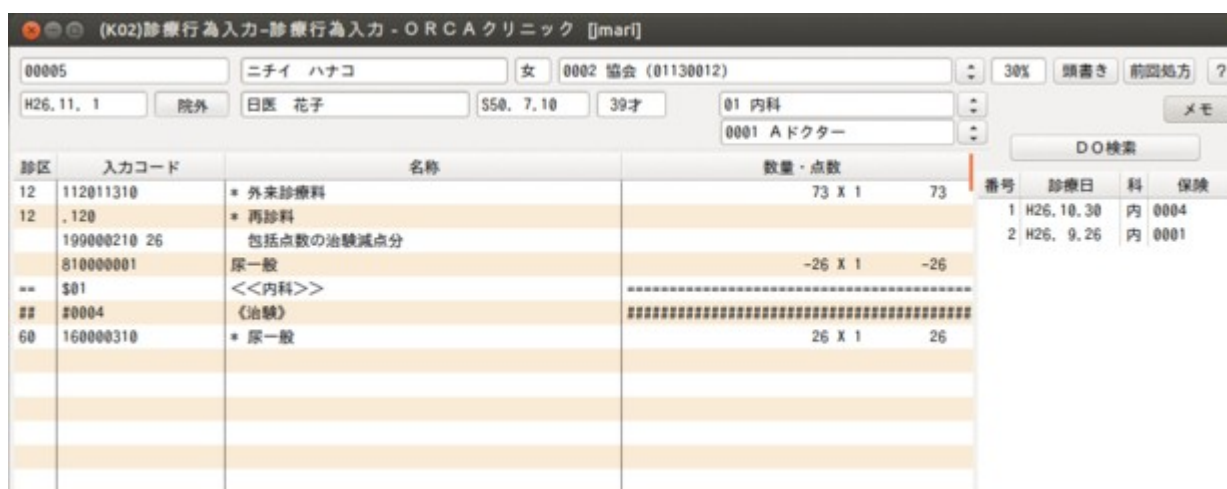 (K02)診療行為入力-診療行為入力 - ORCAクリニック [jmari]
00005 ニチイ ハナコ 女 0002 協会 (01130012) 30% 頭書き 前回処方 ?
H26.11. 1 院外 日医 花子 S50. 7.10 39才 01 内科 メモ
0001 Aドクター
DO検索
診区 入力コード 名称 数量・点数
番号 診療日 科 保険
12 112011310 * 外来診療料 73 X 1 73
1 H26.10.30 内 0004
12 .120 * 再診料
2 H26. 9.26 内 0001
199000210 26 包括点数の治験減点分
810000001 尿一般 -26 X 1 -26
== $01 <<内科>> ========================================
## #0004 《治験》 ########################################
60 160000310 * 尿一般 26 X 1 26